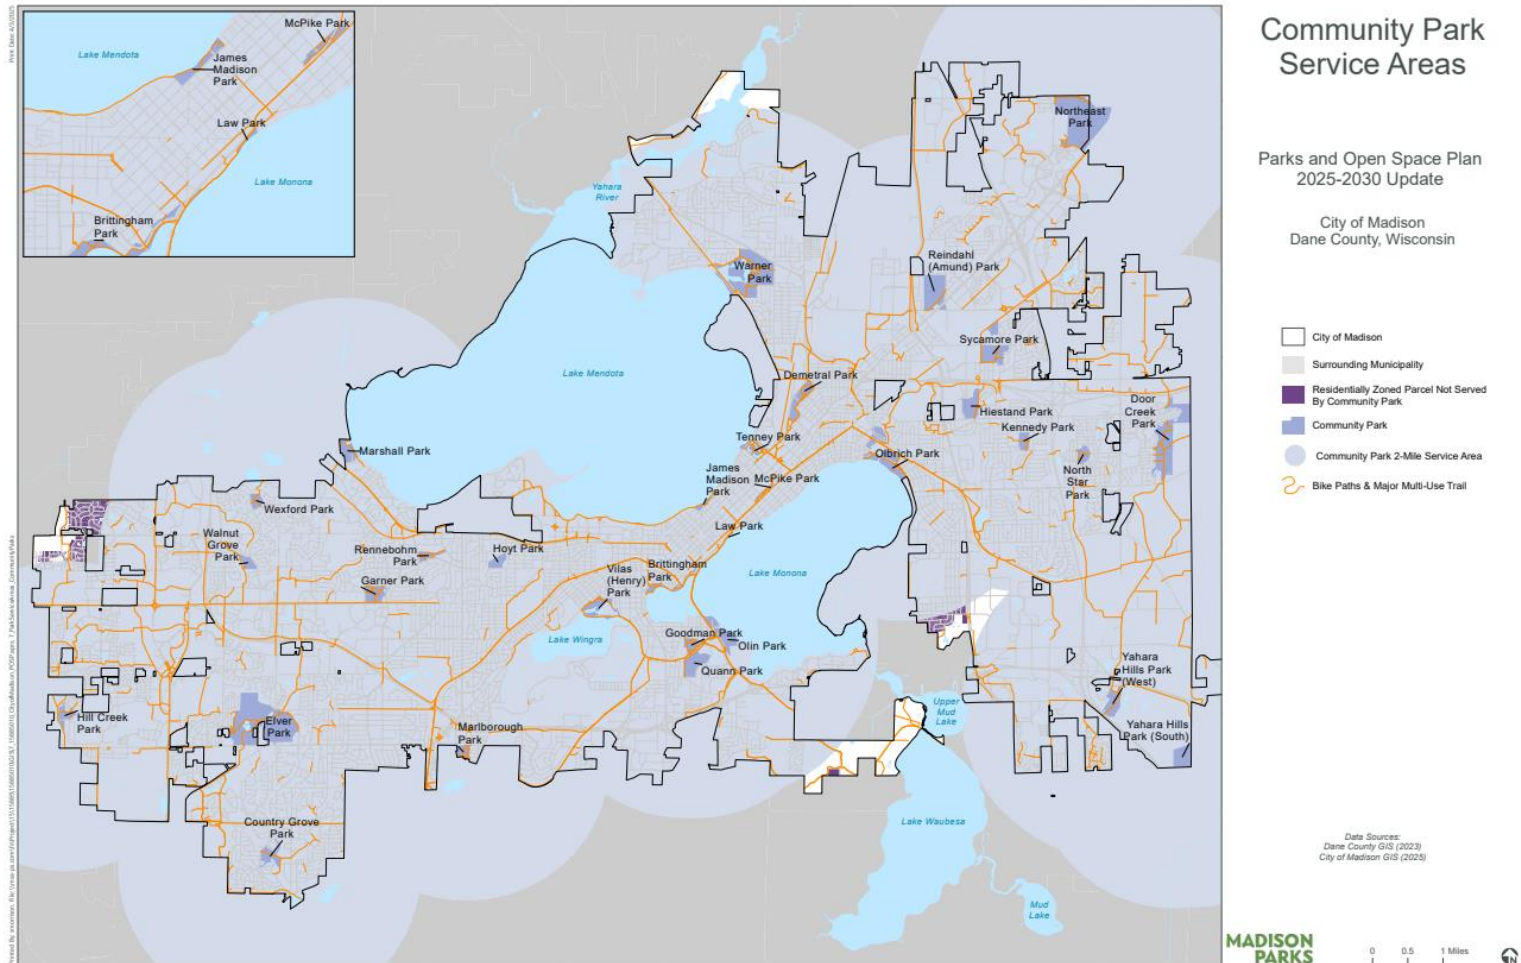 Print Date: 4/3/2025
Lake Mendota
McPike Park
James
Madison
Park
Law Park
Lake Monona
Brittingham
Park
Community Park
Service Areas
Parks and Open Space Plan
2025-2030 Update
City of Madison
Dane County, Wisconsin
City of Madison
Surrounding Municipality
Residentially Zoned Parcel Not Served
By Community Park
Community Park
Community Park 2-Mile Service Area
Bike Paths & Major Multi-Use Trail
Northeast
Park
Yahara
River
Warner
Park
Reindahl
(Amund) Park
Sycamore Park
Lake Mendota
Demetral Park
Hiestand Park
Door
Creek
Park
Kennedy Park
Tenney Park
Marshall Park
Olbrich Park
North
Star
Park
James
Madison
Park
McPike Park
Wexford Park
Law Park
Walnut
Grove
Park
Rennebohm
Park
Hoyt Park
Garner Park
Vilas
(Henry)
Park
Brittingham
Park
Lake Monona
Lake Wingra
Goodman Park
Olin Park
Quann Park
Yahara
Hills Park
(West)
Hill Creek
Park
Elver
Park
Marlborough
Park
Upper
Mud
Lake
Yahara Hills
Park (South)
Country Grove
Park
Lake Waubesa
Mud
Lake
Data Sources:
Dane County GIS (2023)
City of Madison GIS (2025)
MADISON
PARKS
0 0.5 1 Miles
N